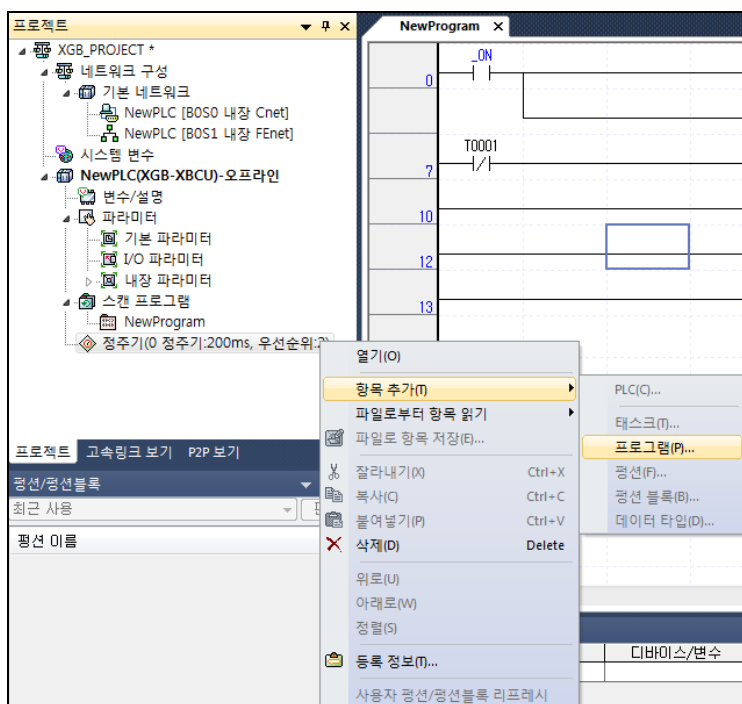 프로젝트
XGB_PROJECT *
네트워크 구성
기본 네트워크
NewPLC [B0S0 내장 Cnet]
NewPLC [B0S1 내장 FEnet]
시스템 변수
NewPLC(XGB-XBCU)-오프라인
변수/설명
파라미터
기본 파라미터
I/O 파라미터
내장 파라미터
스캔 프로그램
NewProgram
정주기(0 정주기:200ms, 우선순위:2)
프로젝트 고속링크 보기 P2P 보기
펑션/펑션블록
최근 사용
펑션 이름
NewProgram
_ON
0
T0001
7
10
12
13
열기(O)
항목 추가(T)
파일로부터 항목 읽기
파일로 항목 저장(E)...
잘라내기(X) Ctrl+X
복사(C) Ctrl+C
붙여넣기(P) Ctrl+V
삭제(D) Delete
위로(U)
아래로(W)
정렬(S)
등록 정보(T)...
사용자 펑션/펑션블록 리프레시
PLC(C)...
태스크(T)...
프로그램(P)...
펑션(F)...
펑션 블록(B)...
데이터 타입(D)...
디바이스/변수